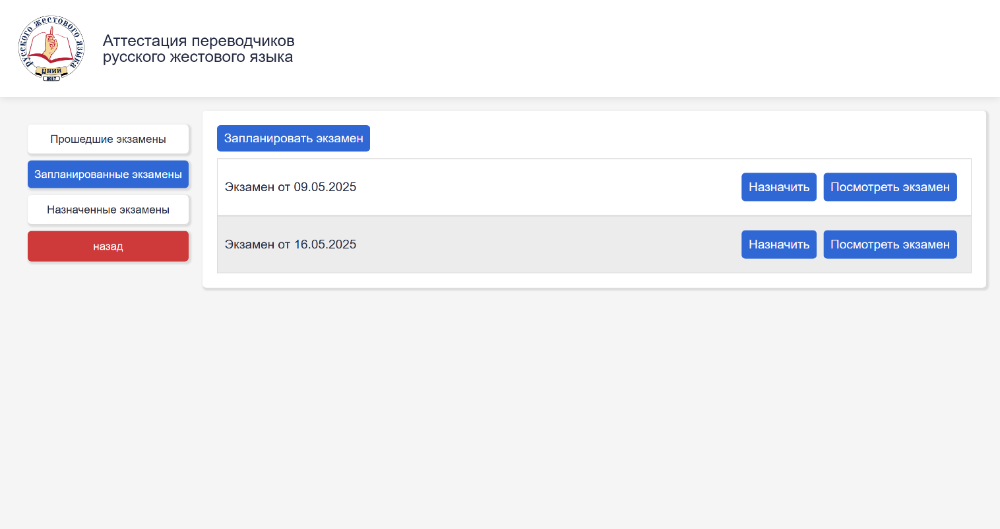 русского жестового языка
ЦНИИ
2017
Аттестация переводчиков
русского жестового языка
Прошедшие экзамены
Запланированные экзамены
Назначенные экзамены
назад
Запланировать экзамен
Экзамен от 09.05.2025
Назначить
Посмотреть экзамен
Экзамен от 16.05.2025
Назначить
Посмотреть экзамен